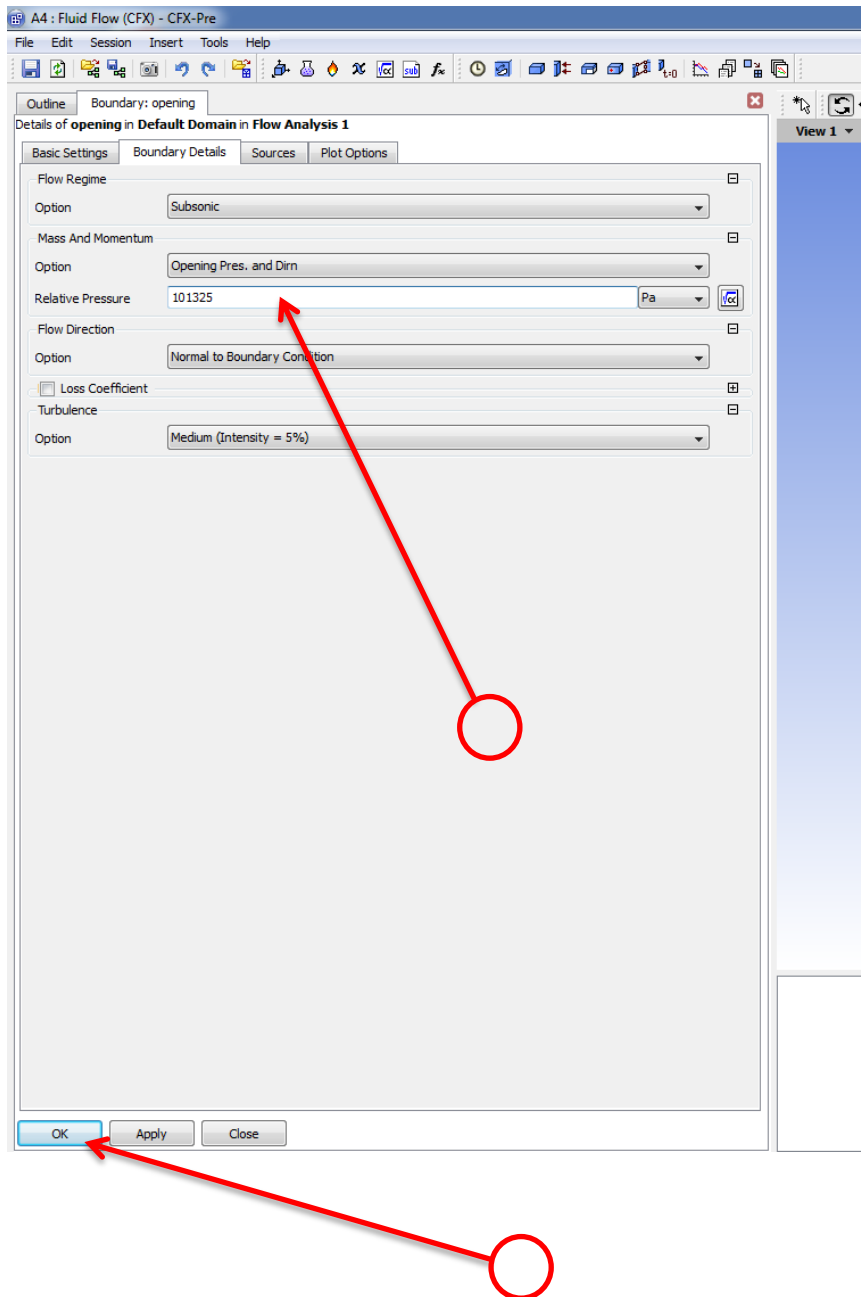 A4 : Fluid Flow (CFX) - CFX-Pre
File Edit Session Insert Tools Help
Outline Boundary: opening
Details of opening in Default Domain in Flow Analysis 1
View 1
Basic Settings Boundary Details Sources Plot Options
Flow Regime
Option Subsonic
Mass And Momentum
Option Opening Pres. and Dirn
Relative Pressure 101325 Pa
Flow Direction
Option Normal to Boundary Condition
Loss Coefficient
Turbulence
Option Medium (Intensity = 5%)
OK Apply Close